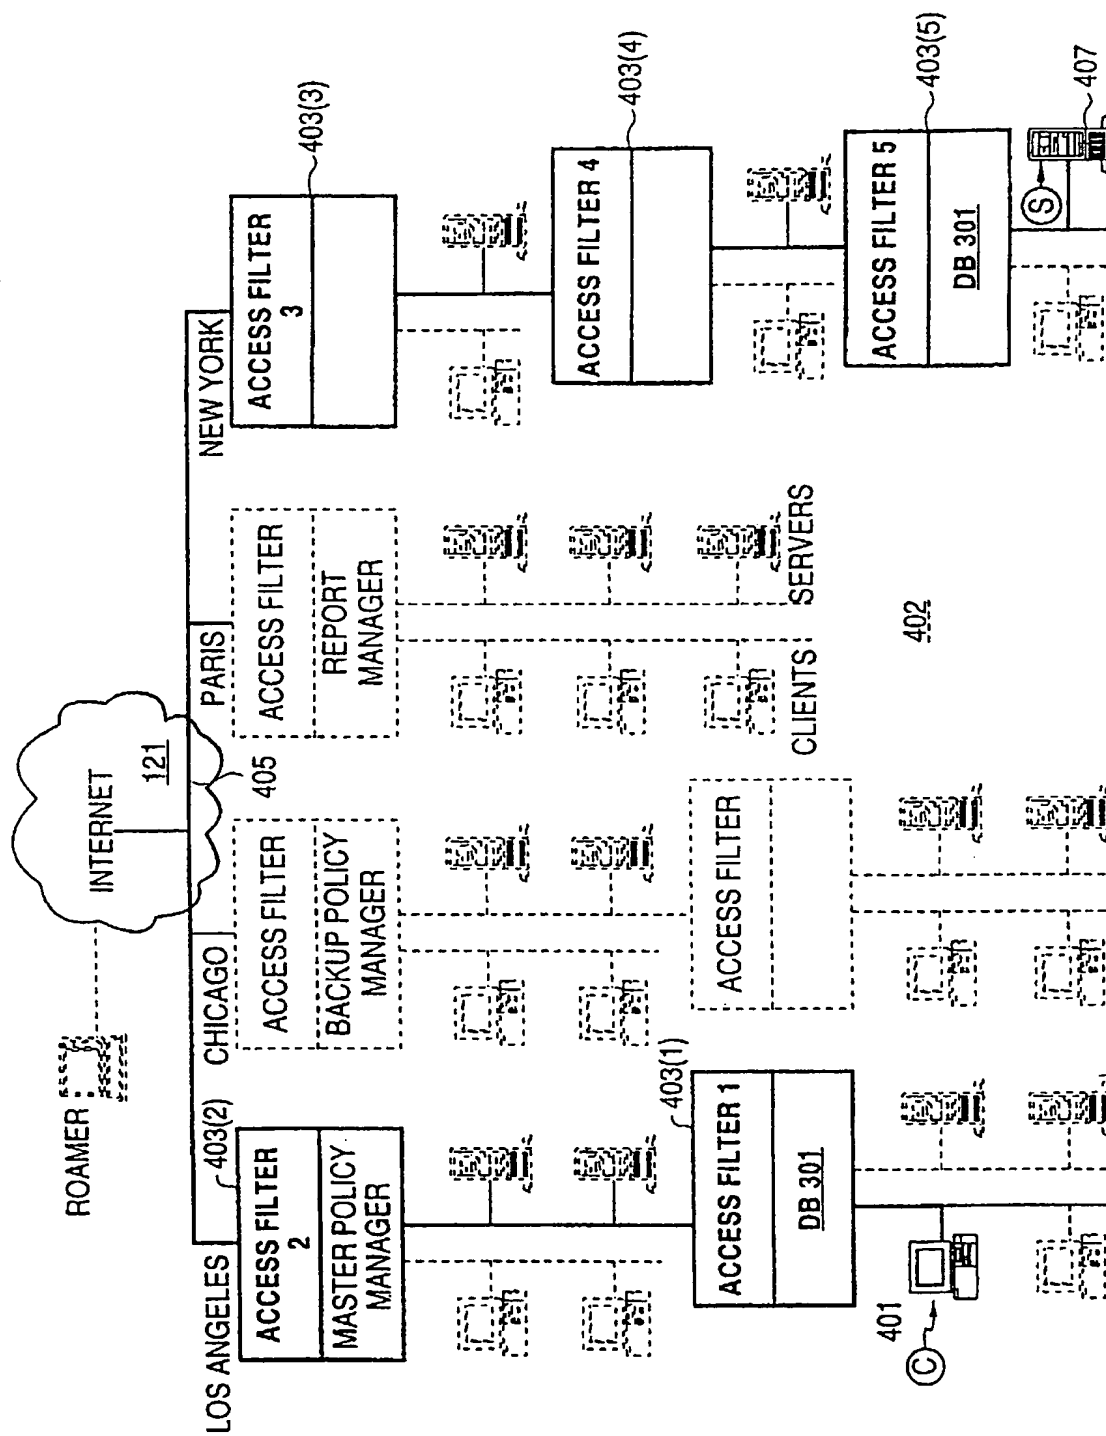 ROAMER
INTERNET
121
405
LOS ANGELES
403(2)
ACCESS FILTER
2
MASTER POLICY
MANAGER
CHICAGO
ACCESS FILTER
BACKUP POLICY
MANAGER
PARIS
ACCESS FILTER
REPORT
MANAGER
NEW YORK
ACCESS FILTER
3
403(3)
ACCESS FILTER 4
403(4)
ACCESS FILTER 5
DB 301
403(5)
403(1)
ACCESS FILTER 1
DB 301
ACCESS FILTER
CLIENTS
SERVERS
402
401
C
S
407